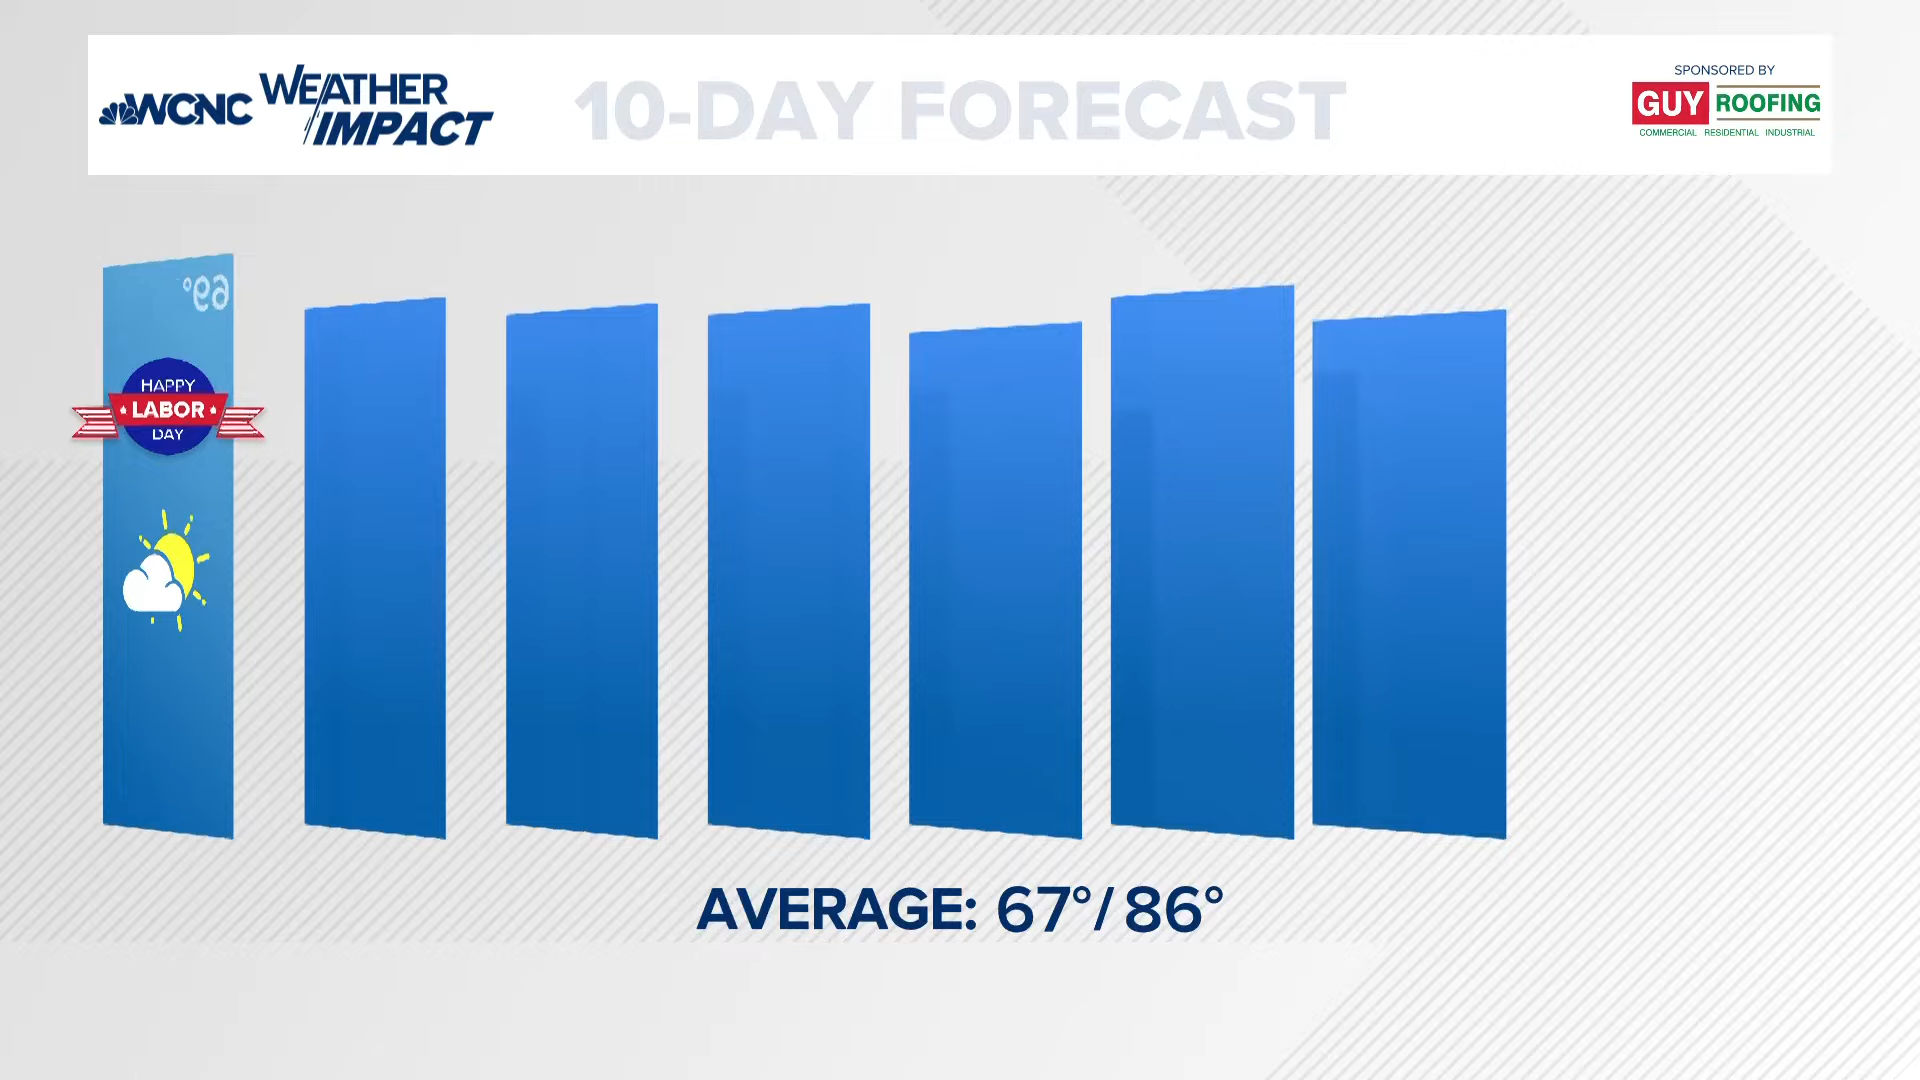 WCNC WEATHER IMPACT
10-DAY FORECAST
SPONSORED BY
GUY ROOFING
COMMERCIAL RESIDENTIAL INDUSTRIAL
69°
HAPPY
LABOR
DAY
AVERAGE: 67°/86°